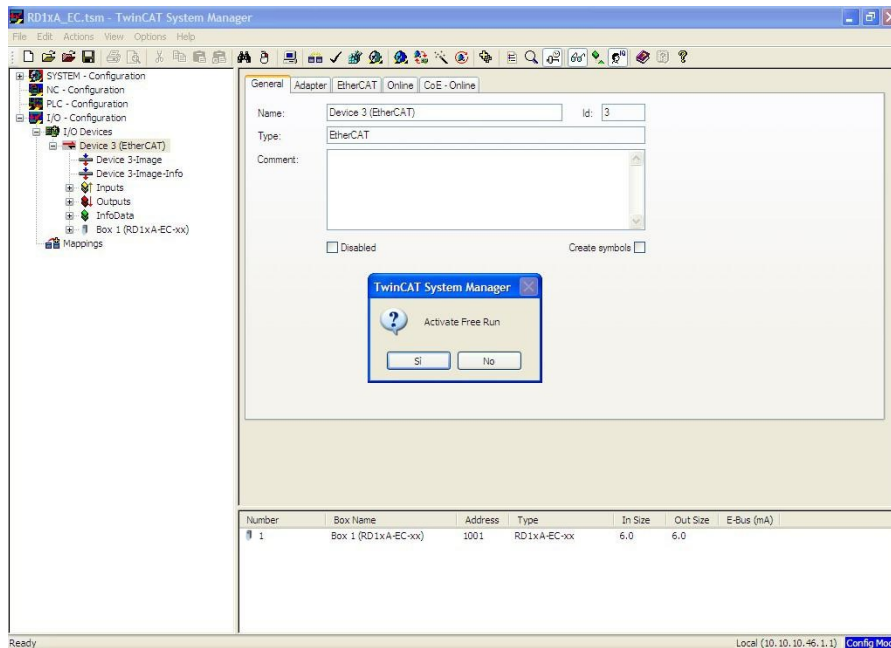 RD1xA_EC.tsm - TwinCAT System Manager
File Edit Actions View Options Help
SYSTEM - Configuration
NC - Configuration
PLC - Configuration
I/O - Configuration
I/O Devices
Device 3 (EtherCAT)
Device 3-Image
Device 3-Image-Info
Inputs
Outputs
InfoData
Box 1 (RD1xA-EC-xx)
Mappings
General Adapter EtherCAT Online CoE - Online
Name: Device 3 (EtherCAT) Id: 3
Type: EtherCAT
Comment:
Disabled Create symbols
TwinCAT System Manager
Activate Free Run
Sì No
Number Box Name Address Type In Size Out Size E-Bus (mA)
1 Box 1 (RD1xA-EC-xx) 1001 RD1xA-EC-xx 6.0 6.0
Ready Local (10.10.10.46.1.1) Config Mod